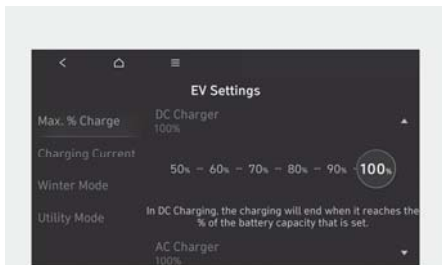 EV Settings
Max. % Charge
DC Charger
100%
Charging Current
50% - 60% - 70% - 80% - 90% - 100%
Winter Mode
Utility Mode
In DC Charging, the charging will end when it reaches the
% of the battery capacity that is set.
AC Charger
100%